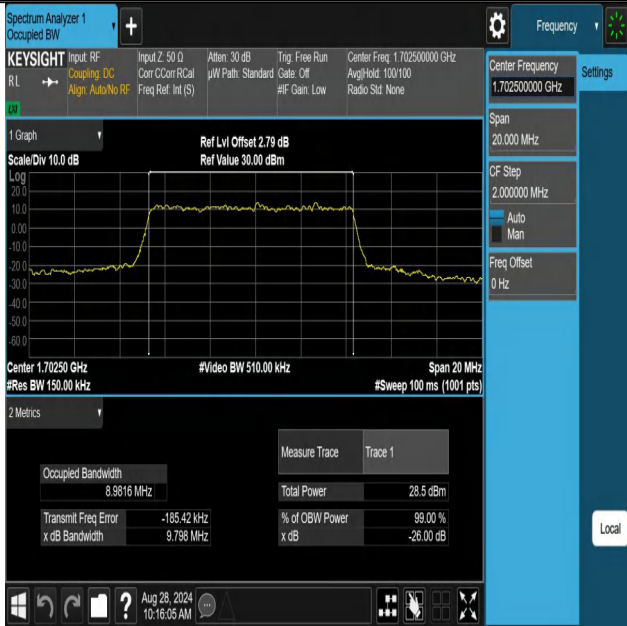 Spectrum Analyzer 1
Occupied BW
+
Frequency
KEYSIGHT
RL
LXI
Input: RF
Coupling: DC
Align: Auto/No RF
Input Z: 50 Ω
Corr CCorr RCal
Freq Ref: Int (S)
Atten: 30 dB
µW Path: Standard
Trig: Free Run
Gate: Off
#IF Gain: Low
Center Freq: 1.702500000 GHz
Avg|Hold: 100/100
Radio Std: None
Center Frequency
1.702500000 GHz
Settings
Span
20.000 MHz
CF Step
2.000000 MHz
Auto
Man
Freq Offset
0 Hz
Local
1 Graph
Scale/Div 10.0 dB
Ref Lvl Offset 2.79 dB
Ref Value 30.00 dBm
Log
20.0
10.0
0.00
-10.0
-20.0
-30.0
-40.0
-50.0
-60.0
Center 1.70250 GHz
#Video BW 510.00 kHz
Span 20 MHz
#Res BW 150.00 kHz
#Sweep 100 ms (1001 pts)
2 Metrics
Measure Trace Trace 1
Occupied Bandwidth
8.9816 MHz
Total Power 28.5 dBm
Transmit Freq Error -185.42 kHz
% of OBW Power 99.00 %
x dB Bandwidth 9.798 MHz
x dB -26.00 dB
?
Aug 28, 2024
10:16:05 AM